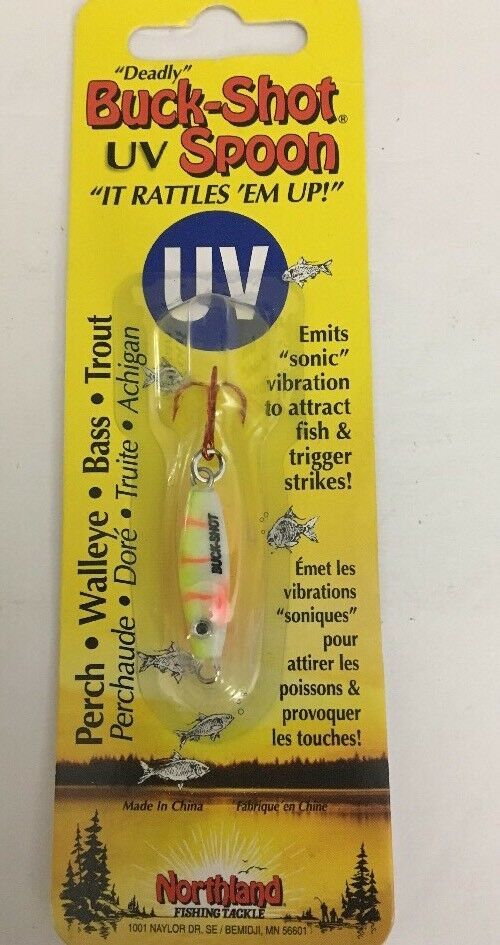 "Deadly"
Buck-Shot®
UV Spoon
"IT RATTLES 'EM UP!"
UV
Emits
"sonic"
vibration
to attract
fish &
trigger
strikes!
Perch • Walleye • Bass • Trout
Perchaude • Doré • Truite • Achigan
BUCK-SHOT
Émet les
vibrations
"soniques"
pour
attirer les
poissons &
provoquer
les touches!
Made in China
Fabriqué en Chine
Northland®
FISHING TACKLE
1001 NAYLOR DR. SE / BEMIDJI, MN 56601